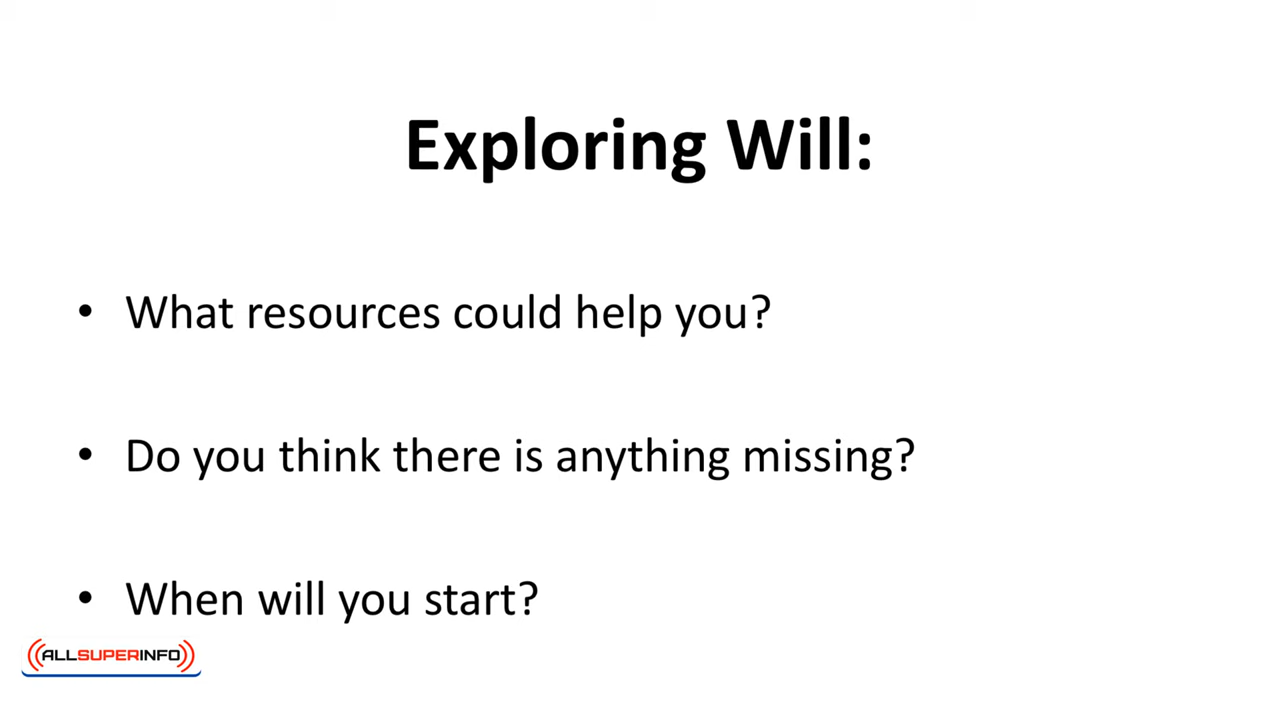 Exploring Will:
• What resources could help you?
• Do you think there is anything missing?
• When will you start?
ALLSUPERINFO